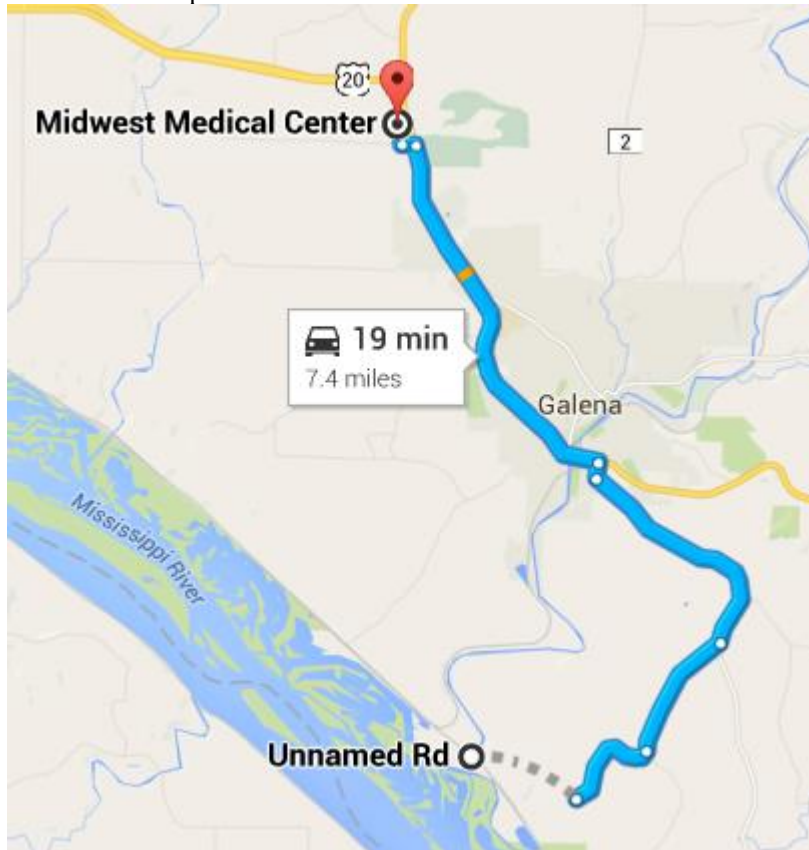 20
Midwest Medical Center
2
19 min
7.4 miles
Galena
Mississippi River
Unnamed Rd